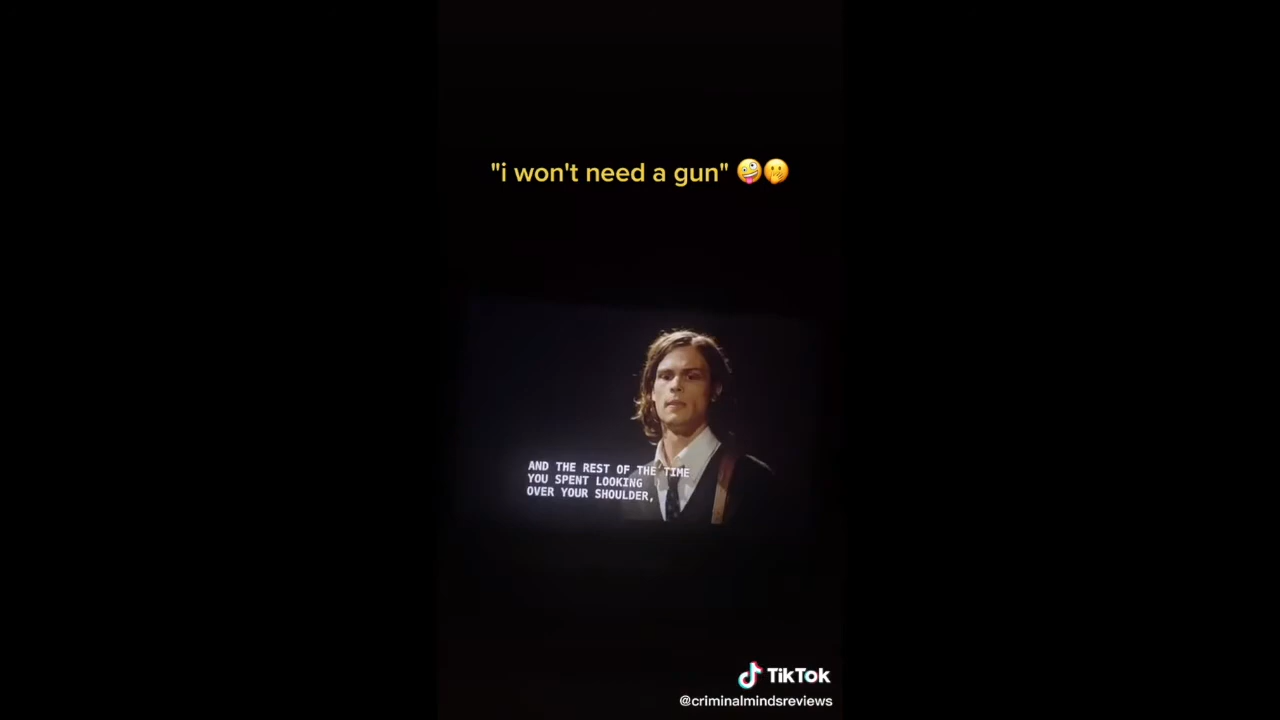 "i won't need a gun" 🤪🤭
AND THE REST OF THE TIME
YOU SPENT LOOKING
OVER YOUR SHOULDER,
TikTok
@criminalmindsreviews